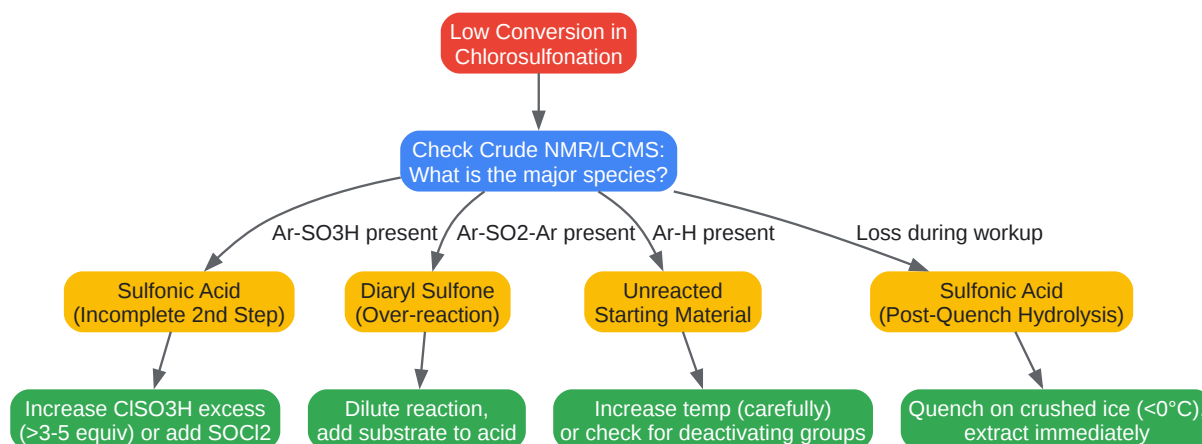 Low Conversion in
Chlorosulfonation
Check Crude NMR/LCMS:
What is the major species?
Ar-SO3H present
Ar-SO2-Ar present
Ar-H present
Loss during workup
Sulfonic Acid
(Incomplete 2nd Step)
Diaryl Sulfone
(Over-reaction)
Unreacted
Starting Material
Sulfonic Acid
(Post-Quench Hydrolysis)
Increase ClSO3H excess
(>3-5 equiv) or add SOCl2
Dilute reaction,
add substrate to acid
Increase temp (carefully)
or check for deactivating groups
Quench on crushed ice (<0°C)
extract immediately